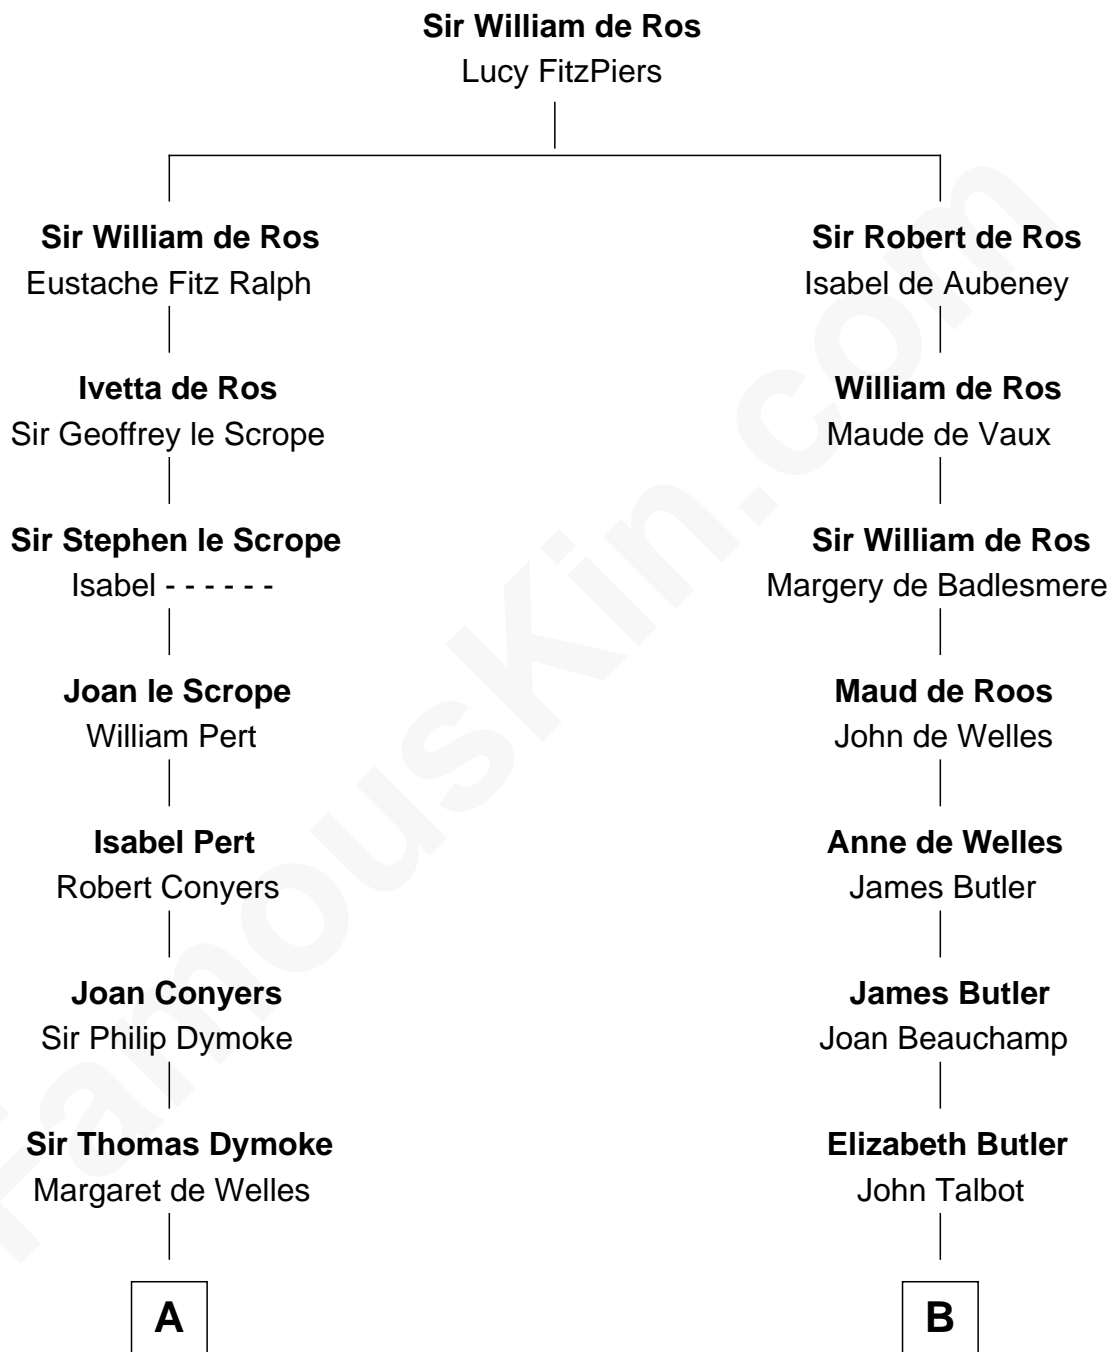 Sir William de Ros
Lucy FitzPiers
Sir William de Ros
Eustache Fitz Ralph
Ivetta de Ros
Sir Geoffrey le Scrope
Sir Stephen le Scrope
Isabel - - - - - -
Joan le Scrope
William Pert
Isabel Pert
Robert Conyers
Joan Conyers
Sir Philip Dymoke
Sir Thomas Dymoke
Margaret de Welles
A
Sir Robert de Ros
Isabel de Aubeney
William de Ros
Maude de Vaux
Sir William de Ros
Margery de Badlesmere
Maud de Roos
John de Welles
Anne de Welles
James Butler
James Butler
Joan Beauchamp
Elizabeth Butler
John Talbot
B
FamousKin.com